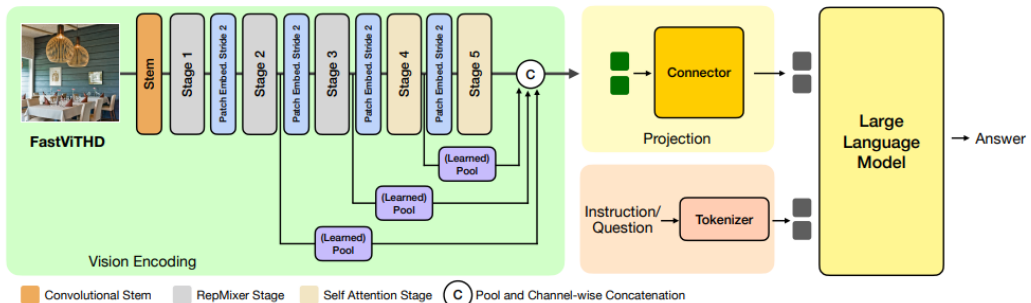 Stem
Stage 1
Patch Embed. Stride 2
Stage 2
Patch Embed. Stride 2
Stage 3
Patch Embed. Stride 2
Stage 4
Patch Embed. Stride 2
Stage 5
C
FastViTHD
(Learned)
Pool
(Learned)
Pool
(Learned)
Pool
Vision Encoding
Connector
Projection
Instruction/
Question
Tokenizer
Large
Language
Model
Answer
Convolutional Stem
RepMixer Stage
Self Attention Stage
C
Pool and Channel-wise Concatenation